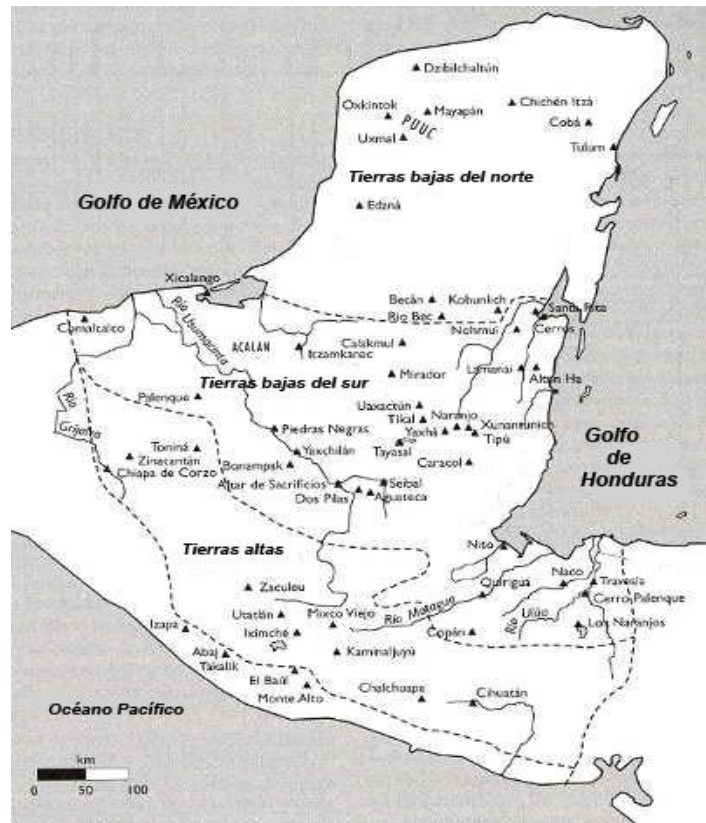 Dzibilchaltún
Oxkintok
Mayapán
Chichén Itzá
PUUC
Cobá
Uxmal
Tulum
Tierras bajas del norte
Golfo de México
Edzná
Xicalango
Becán
Kohunlich
Santa Rita
Río Bec
Cerros
Comalcalco
Río Usumacinta
ACALAN
Nohmul
Calakmul
Itzamkanac
Lamanai
Altun Ha
Mirador
Tierras bajas del sur
Palenque
Uaxactún
Tikal
Naranjo
Río
Grijalva
Piedras Negras
Yaxhá
Xunantunich
Tipú
Golfo
de
Honduras
Toniná
Zinacantán
Yaxchilán
Tayasal
Chiapa de Corzo
Bonampak
Caracol
Altar de Sacrificios
Seibal
Dos Pilas
Aguateca
Tierras altas
Nito
Naco
Travesía
Zaculeu
Quiriguá
Cerro Palenque
Utatlán
Mixco Viejo
Río Motagua
Río Ulúa
Los Naranjos
Izapa
Iximché
Copán
Abaj
Takalik
Kaminaljuyú
El Baúl
Monte Alto
Chalchuapa
Cihuatán
Océano Pacífico
km
0
50
100